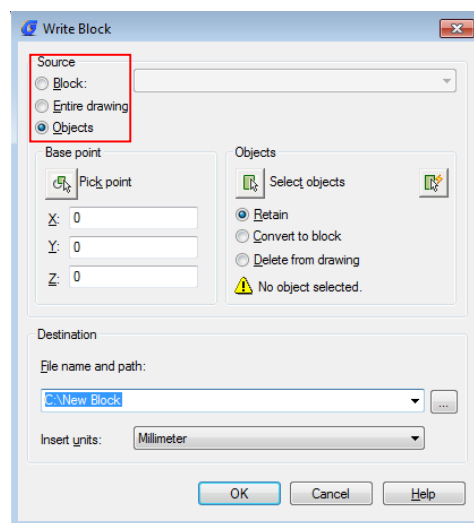 Write Block
Source
Block:
Entire drawing
Objects
Base point
Pick point
X: 0
Y: 0
Z: 0
Objects
Select objects
Retain
Convert to block
Delete from drawing
No object selected.
Destination
File name and path:
C:\New Block
...
Insert units: Millimeter
OK Cancel Help